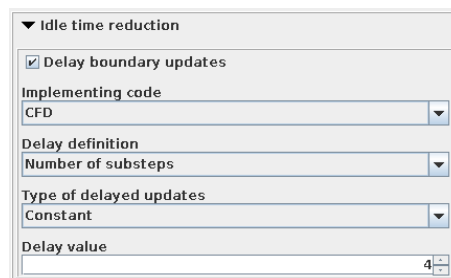 Idle time reduction
Delay boundary updates
Implementing code
CFD
Delay definition
Number of substeps
Type of delayed updates
Constant
Delay value
4